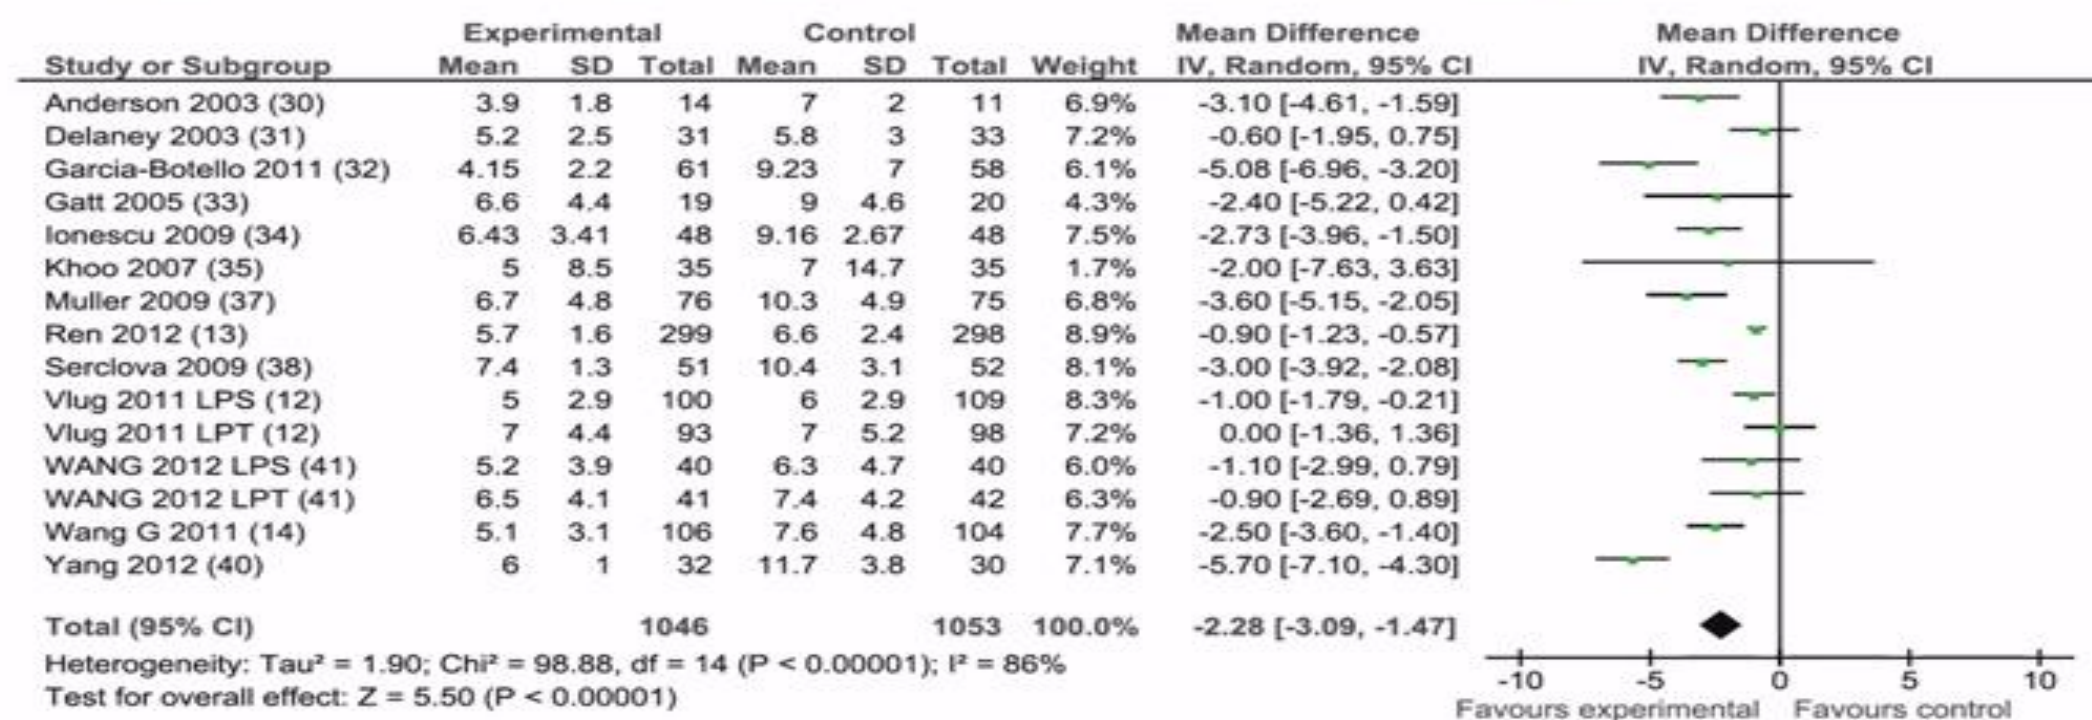 Experimental Control Mean Difference Mean Difference
Study or Subgroup Mean SD Total Mean SD Total Weight IV, Random, 95% CI IV, Random, 95% CI
Anderson 2003 (30) 3.9 1.8 14 7 2 11 6.9% -3.10 [-4.61, -1.59]
Delaney 2003 (31) 5.2 2.5 31 5.8 3 33 7.2% -0.60 [-1.95, 0.75]
Garcia-Botello 2011 (32) 4.15 2.2 61 9.23 7 58 6.1% -5.08 [-6.96, -3.20]
Gatt 2005 (33) 6.6 4.4 19 9 4.6 20 4.3% -2.40 [-5.22, 0.42]
Ionescu 2009 (34) 6.43 3.41 48 9.16 2.67 48 7.5% -2.73 [-3.96, -1.50]
Khoo 2007 (35) 5 8.5 35 7 14.7 35 1.7% -2.00 [-7.63, 3.63]
Muller 2009 (37) 6.7 4.8 76 10.3 4.9 75 6.8% -3.60 [-5.15, -2.05]
Ren 2012 (13) 5.7 1.6 299 6.6 2.4 298 8.9% -0.90 [-1.23, -0.57]
Serclova 2009 (38) 7.4 1.3 51 10.4 3.1 52 8.1% -3.00 [-3.92, -2.08]
Vlug 2011 LPS (12) 5 2.9 100 6 2.9 109 8.3% -1.00 [-1.79, -0.21]
Vlug 2011 LPT (12) 7 4.4 93 7 5.2 98 7.2% 0.00 [-1.36, 1.36]
WANG 2012 LPS (41) 5.2 3.9 40 6.3 4.7 40 6.0% -1.10 [-2.99, 0.79]
WANG 2012 LPT (41) 6.5 4.1 41 7.4 4.2 42 6.3% -0.90 [-2.69, 0.89]
Wang G 2011 (14) 5.1 3.1 106 7.6 4.8 104 7.7% -2.50 [-3.60, -1.40]
Yang 2012 (40) 6 1 32 11.7 3.8 30 7.1% -5.70 [-7.10, -4.30]
Total (95% CI) 1046 1053 100.0% -2.28 [-3.09, -1.47]
Heterogeneity: Tau² = 1.90; Chi² = 98.88, df = 14 (P < 0.00001); I² = 86%
Test for overall effect: Z = 5.50 (P < 0.00001)
-10 -5 0 5 10
Favours experimental Favours control